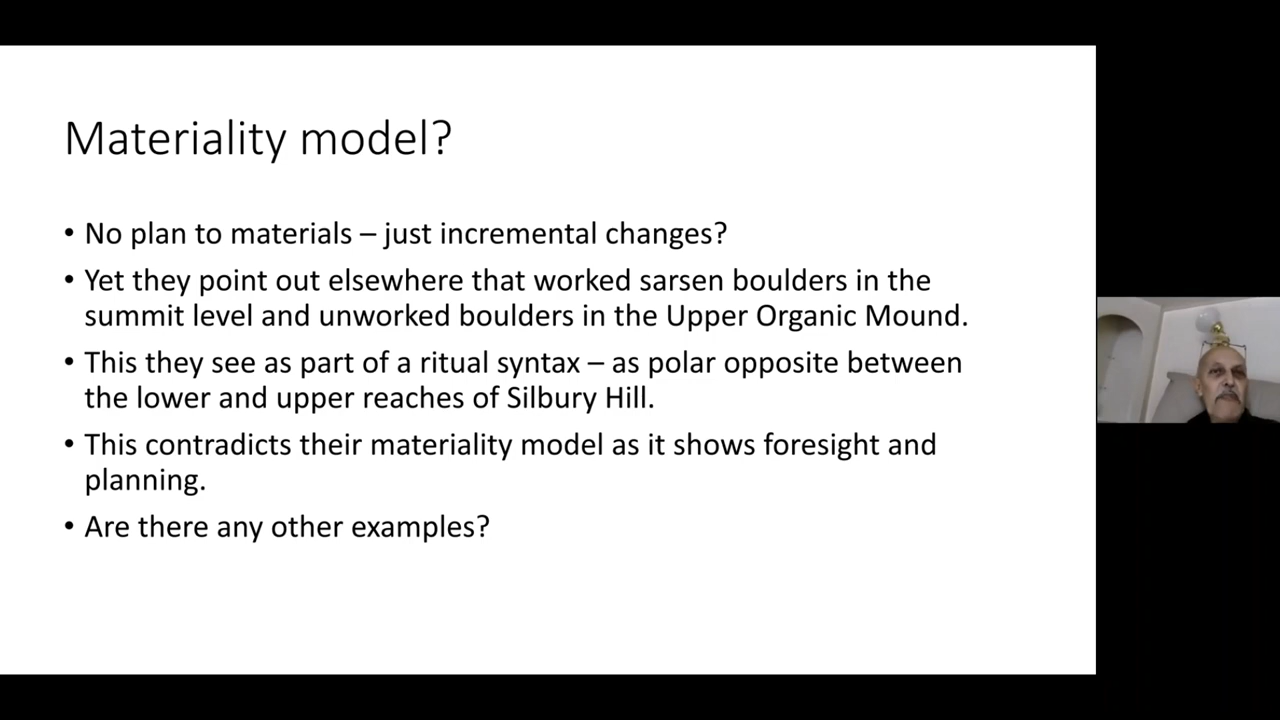 Materiality model?
• No plan to materials – just incremental changes?
• Yet they point out elsewhere that worked sarsen boulders in the
summit level and unworked boulders in the Upper Organic Mound.
• This they see as part of a ritual syntax – as polar opposite between
the lower and upper reaches of Silbury Hill.
• This contradicts their materiality model as it shows foresight and
planning.
• Are there any other examples?